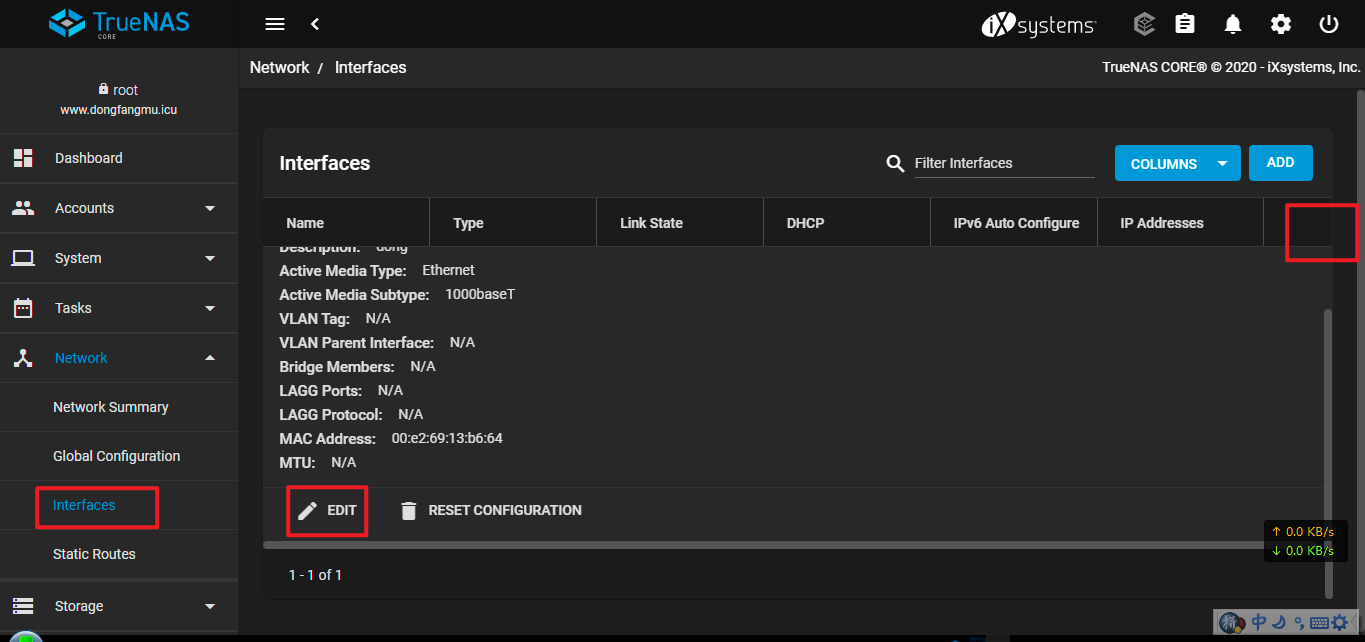 TrueNAS
CORE
iXsystems
root
www.dongfangmu.icu
Network / Interfaces
TrueNAS CORE® © 2020 - iXsystems, Inc.
Dashboard
Accounts
System
Tasks
Network
Network Summary
Global Configuration
Interfaces
Static Routes
Storage
Interfaces
Filter Interfaces
COLUMNS
ADD
Name Type Link State DHCP IPv6 Auto Configure IP Addresses
Description: dong
Active Media Type: Ethernet
Active Media Subtype: 1000baseT
VLAN Tag: N/A
VLAN Parent Interface: N/A
Bridge Members: N/A
LAGG Ports: N/A
LAGG Protocol: N/A
MAC Address: 00:e2:69:13:b6:64
MTU: N/A
EDIT RESET CONFIGURATION
↑ 0.0 KB/s
↓ 0.0 KB/s
1 - 1 of 1
中